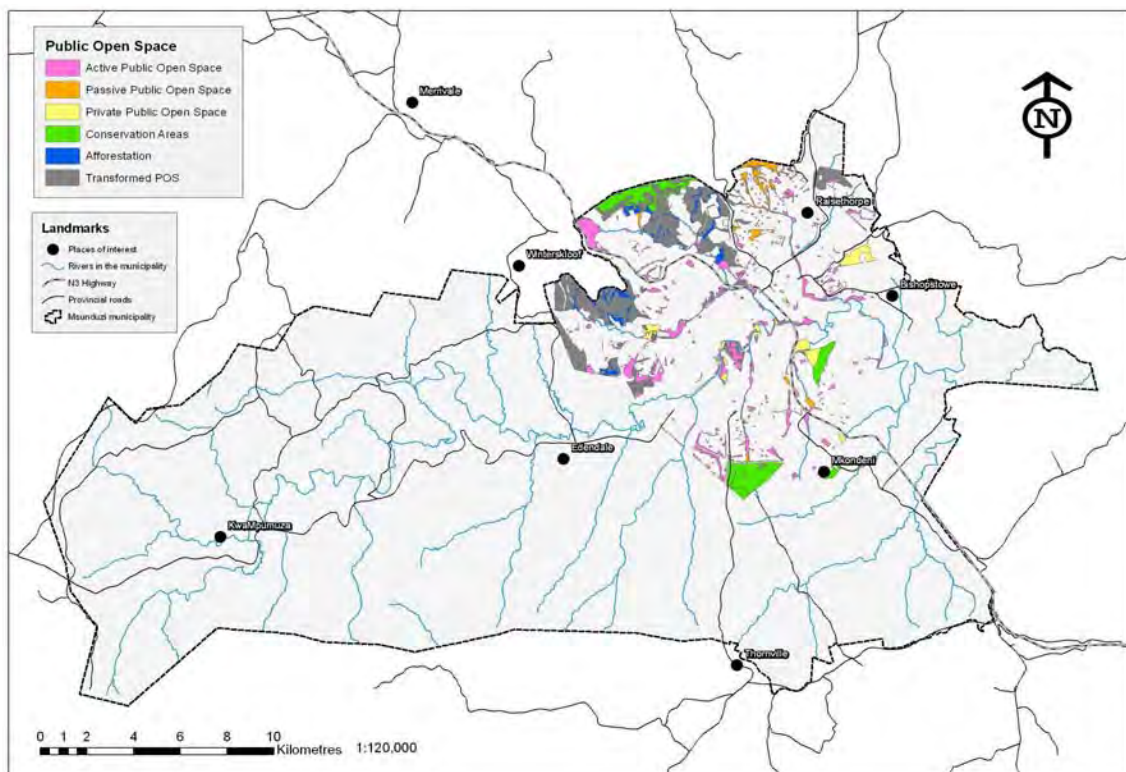 Public Open Space
Active Public Open Space
Passive Public Open Space
Private Public Open Space
Conservation Areas
Afforestation
Transformed POS
Landmarks
Places of interest
Rivers in the municipality
N3 Highway
Provincial roads
Msunduzi municipality
N
Merrivale
Raisethorpe
Winterskloof
Bishopstowe
Edendale
Mkondeni
KwaMpumuza
Thornville
0 1 2 4 6 8 10
Kilometres 1:120,000